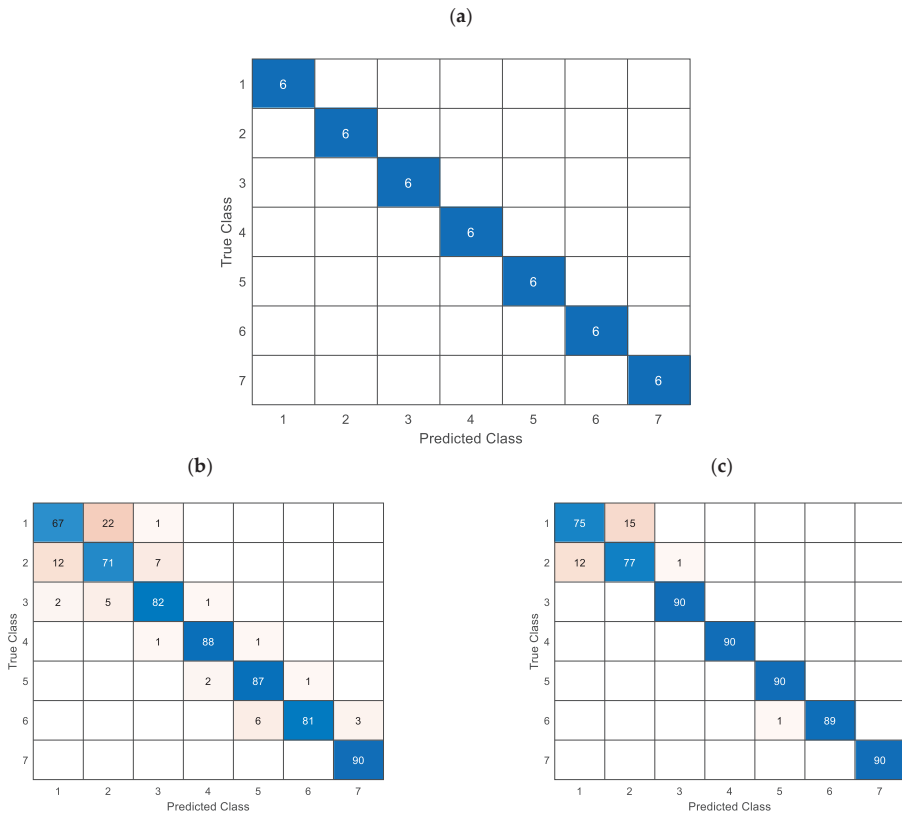 (a)
1 6
2 6
3 6
4 6
5 6
6 6
7 6
1 2 3 4 5 6 7
True Class
Predicted Class
(b)
1 67 22 1
2 12 71 7
3 2 5 82 1
4 1 88 1
5 2 87 1
6 6 81 3
7 90
1 2 3 4 5 6 7
True Class
Predicted Class
(c)
1 75 15
2 12 77 1
3 90
4 90
5 90
6 1 89
7 90
1 2 3 4 5 6 7
True Class
Predicted Class